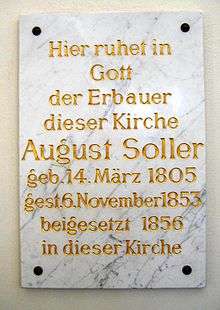 Hier ruhet in
Gott
der Erbauer
dieser Kirche
August Soller
geb. 14. März 1805
gest. 6. November 1853
beigesetzt 1856
in dieser Kirche